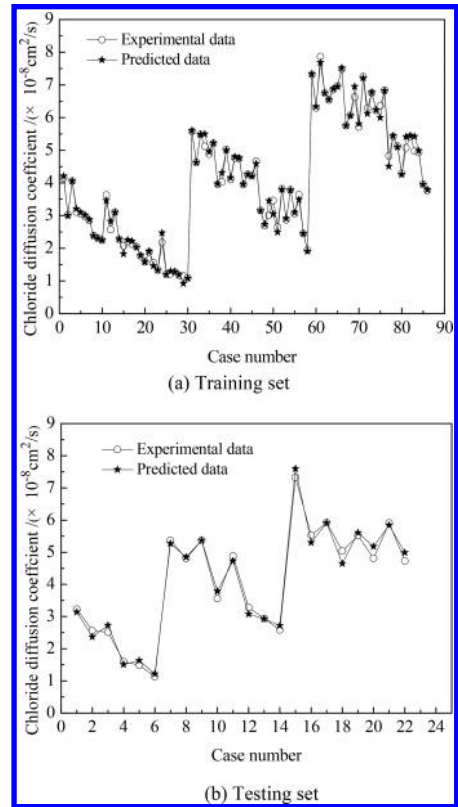 9
8
7
6
5
4
3
2
1
0
Chloride diffusion coeffcient /(× 10⁻⁸cm²/s)
Experimental data
Predicted data
0 10 20 30 40 50 60 70 80 90
Case number
(a) Training set
9
8
7
6
5
4
3
2
1
0
Chloride diffusion coeffcient /(× 10⁻⁸cm²/s)
Experimental data
Predicted data
0 2 4 6 8 10 12 14 16 18 20 22 24
Case number
(b) Testing set